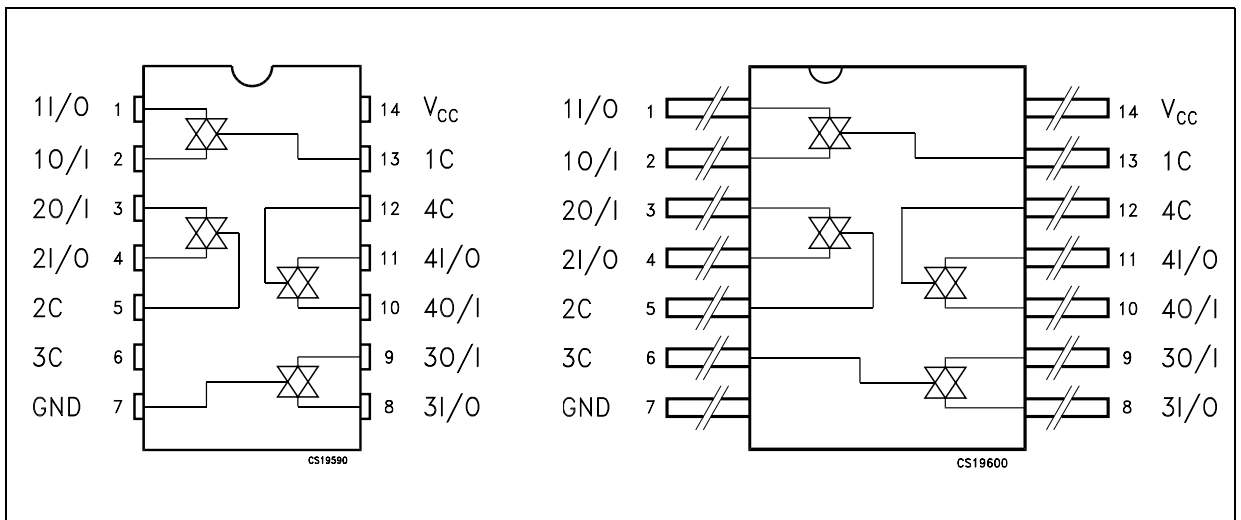 1I/O 1 14 VCC
1O/I 2 13 1C
2O/I 3 12 4C
2I/O 4 11 4I/O
2C 5 10 4O/I
3C 6 9 3O/I
GND 7 8 3I/O
CS19590
1I/O 1 14 VCC
1O/I 2 13 1C
2O/I 3 12 4C
2I/O 4 11 4I/O
2C 5 10 4O/I
3C 6 9 3O/I
GND 7 8 3I/O
CS19600